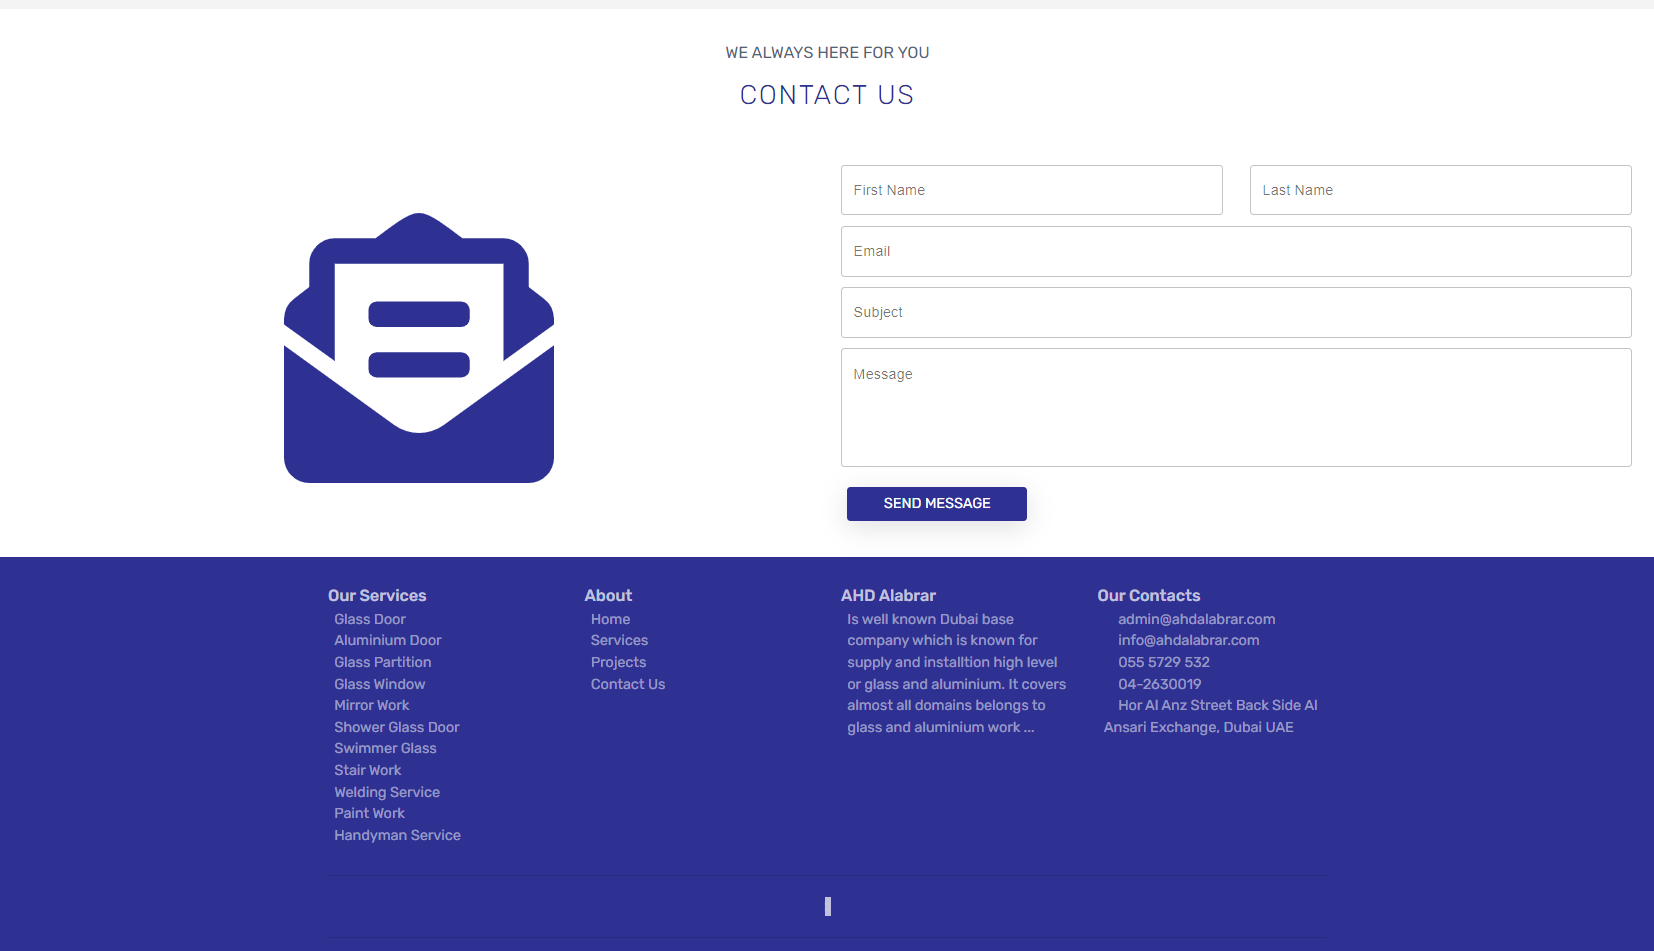 WE ALWAYS HERE FOR YOU
CONTACT US
First Name
Last Name
Email
Subject
Message
SEND MESSAGE
Our Services
Glass Door
Aluminium Door
Glass Partition
Glass Window
Mirror Work
Shower Glass Door
Swimmer Glass
Stair Work
Welding Service
Paint Work
Handyman Service
About
Home
Services
Projects
Contact Us
AHD Alabrar
Is well known Dubai base
company which is known for
supply and installtion high level
or glass and aluminium. It covers
almost all domains belongs to
glass and aluminium work ...
Our Contacts
admin@ahdalabrar.com
info@ahdalabrar.com
055 5729 532
04-2630019
Hor Al Anz Street Back Side Al
Ansari Exchange, Dubai UAE